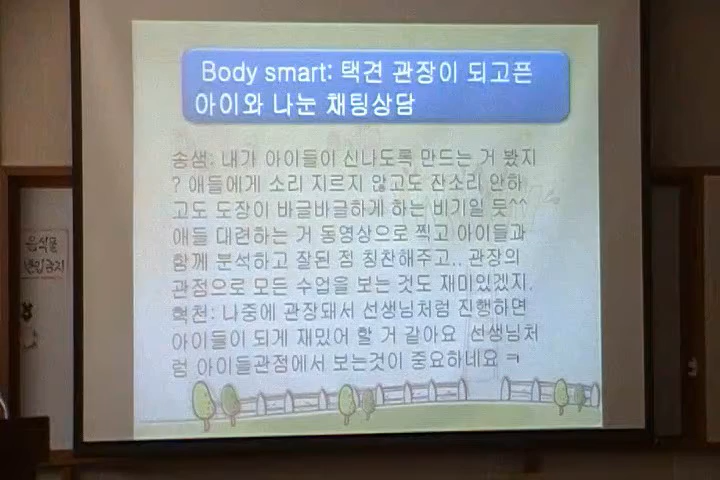 Body smart: 택견 관장이 되고픈
아이와 나눈 채팅상담
송샘: 내가 아이들이 신나도록 만드는 거 봤지
? 애들에게 소리 지르지 않고도 잔소리 안하
고도 도장이 바글바글하게 하는 비기일 듯^^
애들 대련하는 거 동영상으로 찍고 아이들과
함께 분석하고 잘된 점 칭찬해주고.. 관장의
관점으로 모든 수업을 보는 것도 재미있겠지.
혁천: 나중에 관장돼서 선생님처럼 진행하면
아이들이 되게 재밌어 할 거 같아요 선생님처
럼 아이들관점에서 보는것이 중요하네요 ㅋ
음식물
반입금지